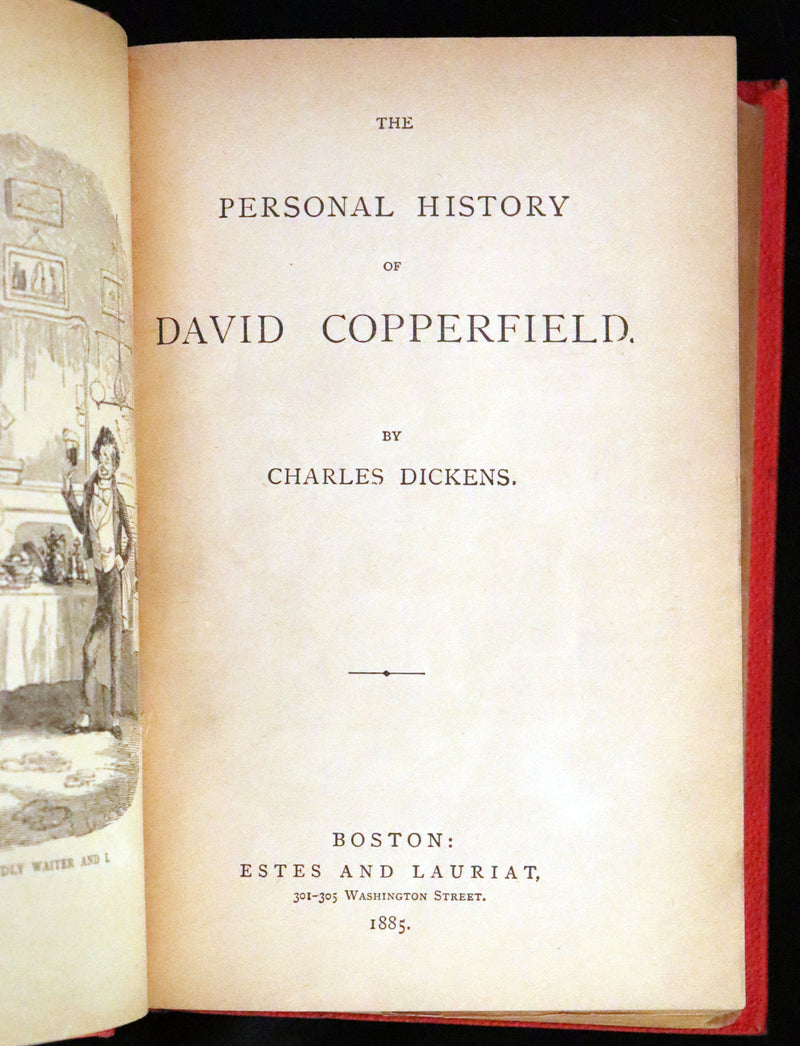 WAITER AND I.
THE
PERSONAL HISTORY
OF
DAVID COPPERFIELD.
BY
CHARLES DICKENS.
BOSTON:
ESTES AND LAURIAT,
301-305 WASHINGTON STREET.
1885.